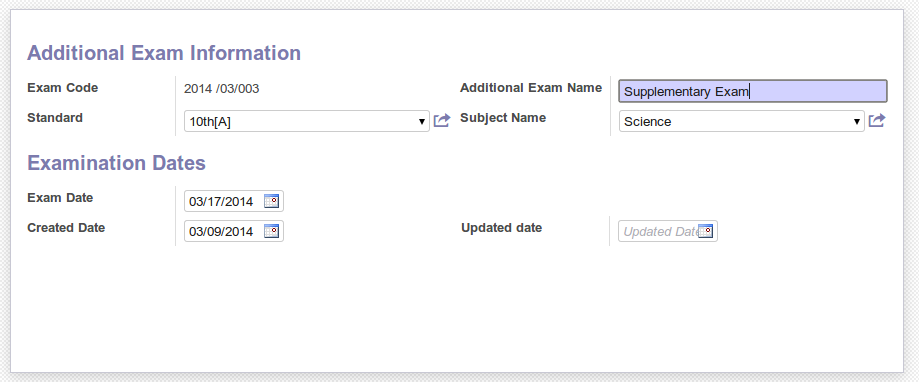 Additional Exam Information
Exam Code 2014 /03/003 Additional Exam Name Supplementary Exam
Standard 10th[A] Subject Name Science
Examination Dates
Exam Date 03/17/2014
Created Date 03/09/2014 Updated date Updated Date